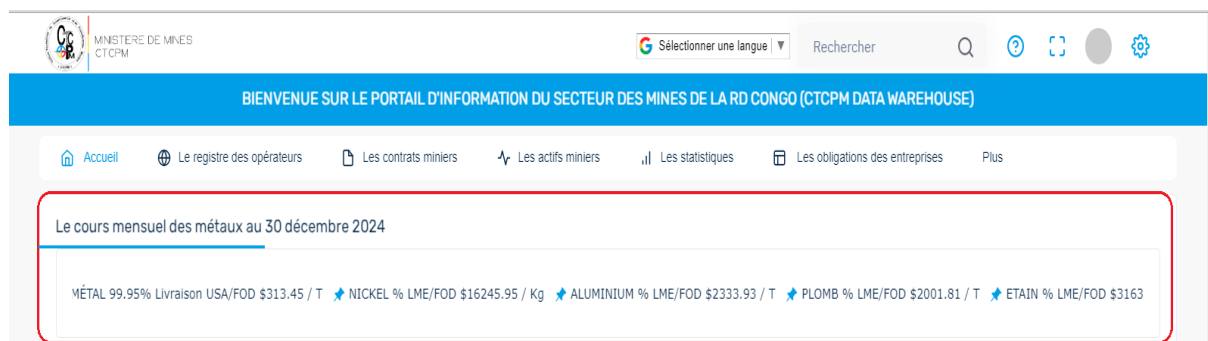 MINISTERE DE MINES
CTCPM
Sélectionner une langue
Rechercher
BIENVENUE SUR LE PORTAIL D'INFORMATION DU SECTEUR DES MINES DE LA RD CONGO (CTCPM DATA WAREHOUSE)
Accueil Le registre des opérateurs Les contrats miniers Les actifs miniers Les statistiques Les obligations des entreprises Plus
Le cours mensuel des métaux au 30 décembre 2024
MÉTAL 99.95% Livraison USA/FOD $313.45 / T NICKEL % LME/FOD $16245.95 / Kg ALUMINIUM % LME/FOD $2333.93 / T PLOMB % LME/FOD $2001.81 / T ETAIN % LME/FOD $3163